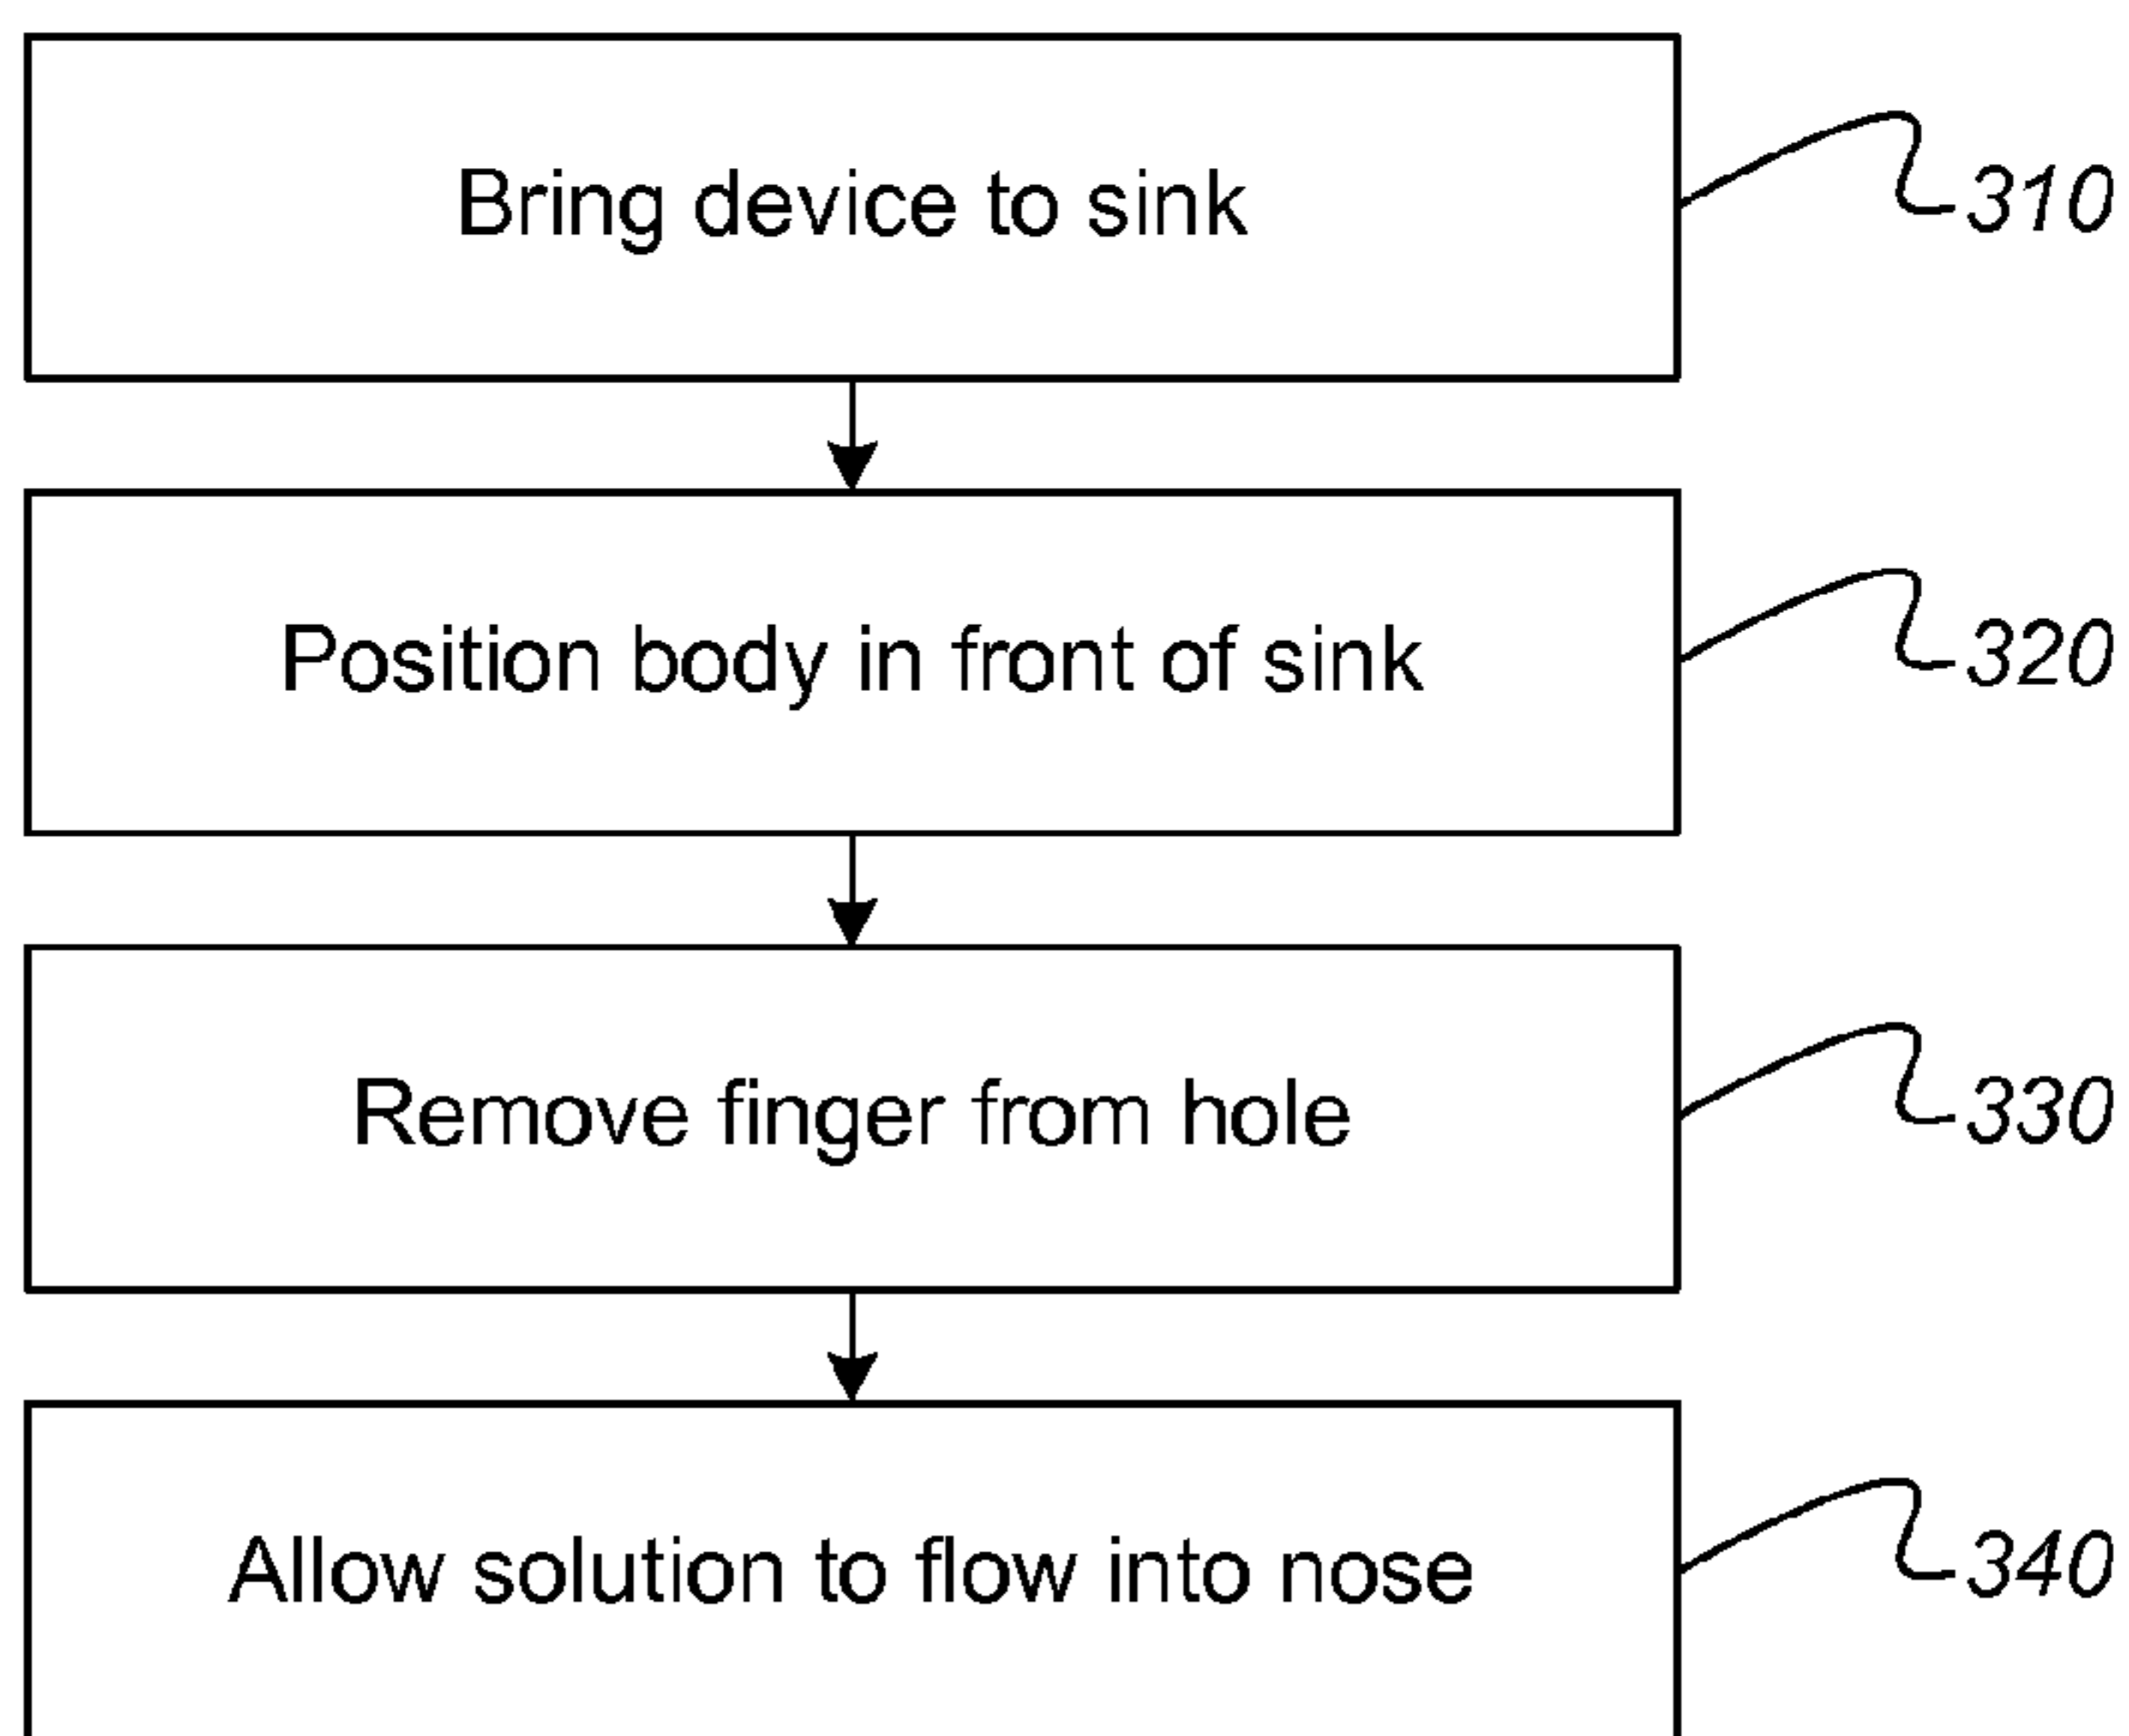 Bring device to sink
310
Position body in front of sink
320
Remove finger from hole
330
Allow solution to flow into nose
340